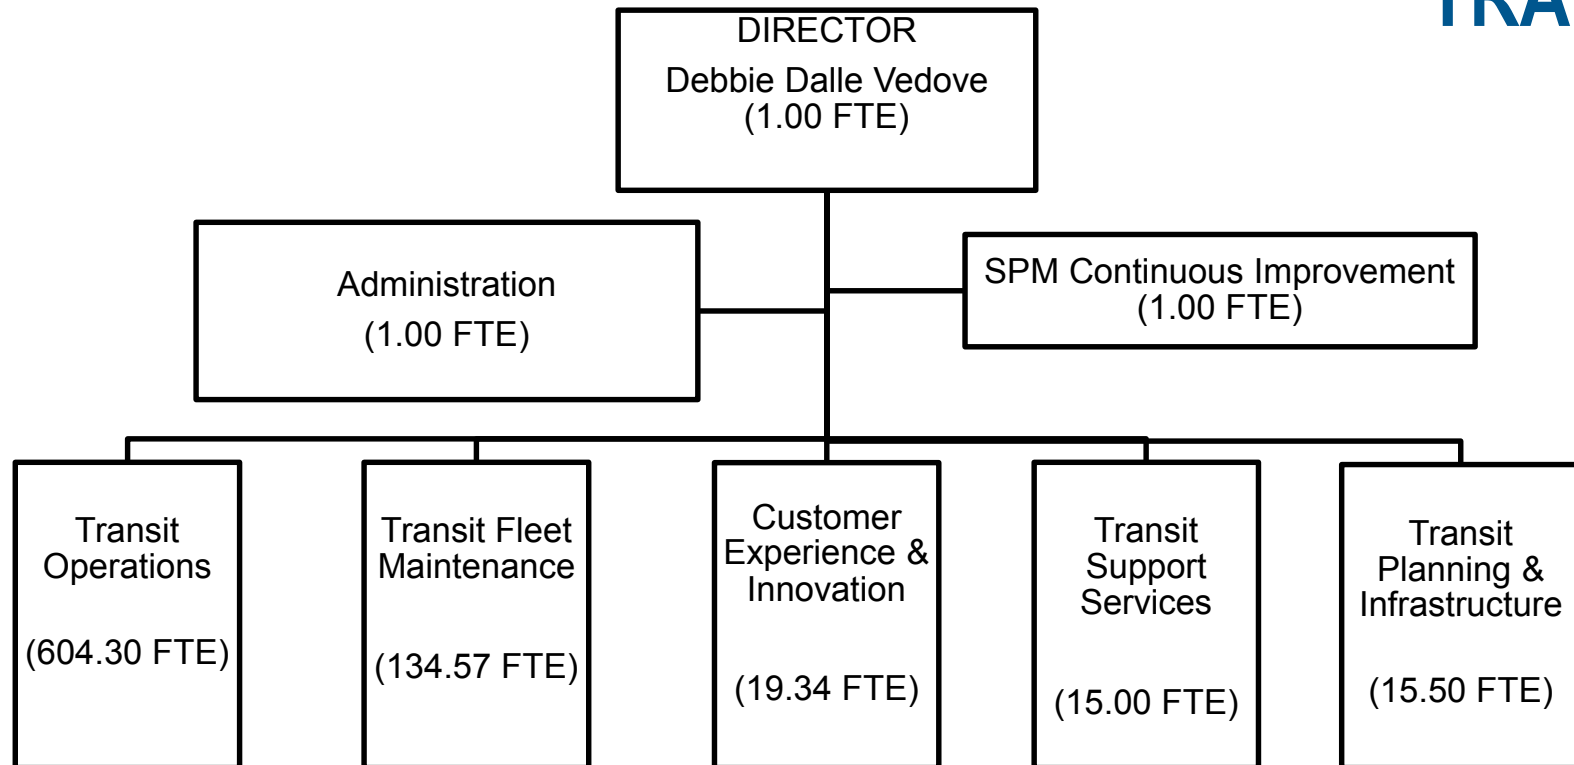 TRA
DIRECTOR
Debbie Dalle Vedove
(1.00 FTE)
Administration
(1.00 FTE)
SPM Continuous Improvement
(1.00 FTE)
Transit
Operations
(604.30 FTE)
Transit Fleet
Maintenance
(134.57 FTE)
Customer
Experience &
Innovation
(19.34 FTE)
Transit
Support
Services
(15.00 FTE)
Transit
Planning &
Infrastructure
(15.50 FTE)